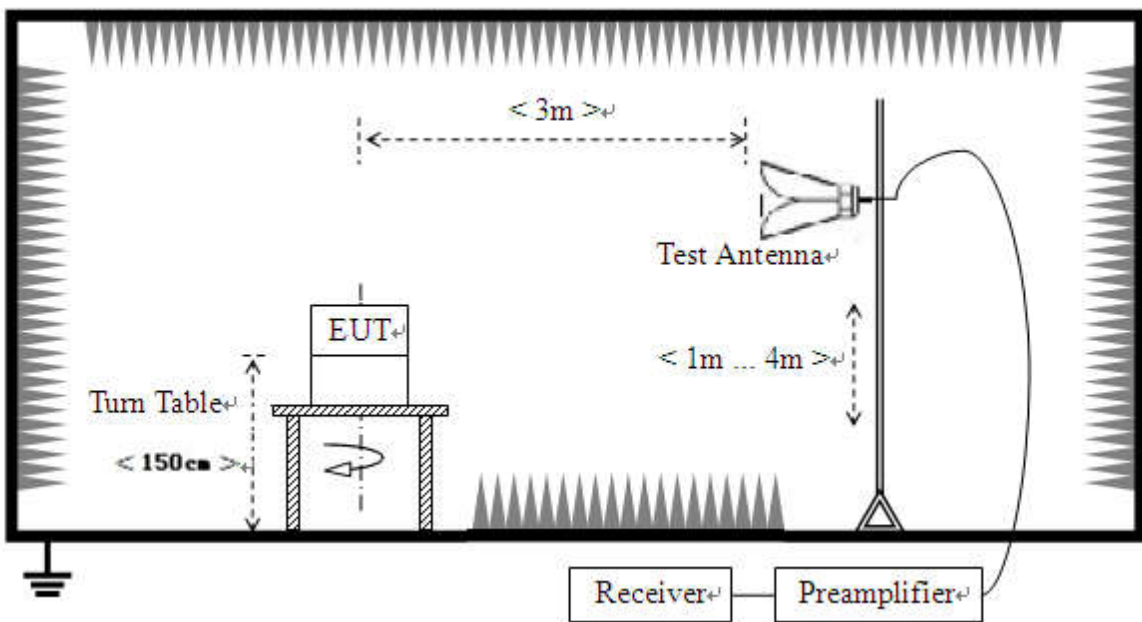 < 3m >↵
Test Antenna↵
EUT↵
< 1m ... 4m >↵
Turn Table↵
< 150cm >↵
Receiver↵
Preamplifier↵